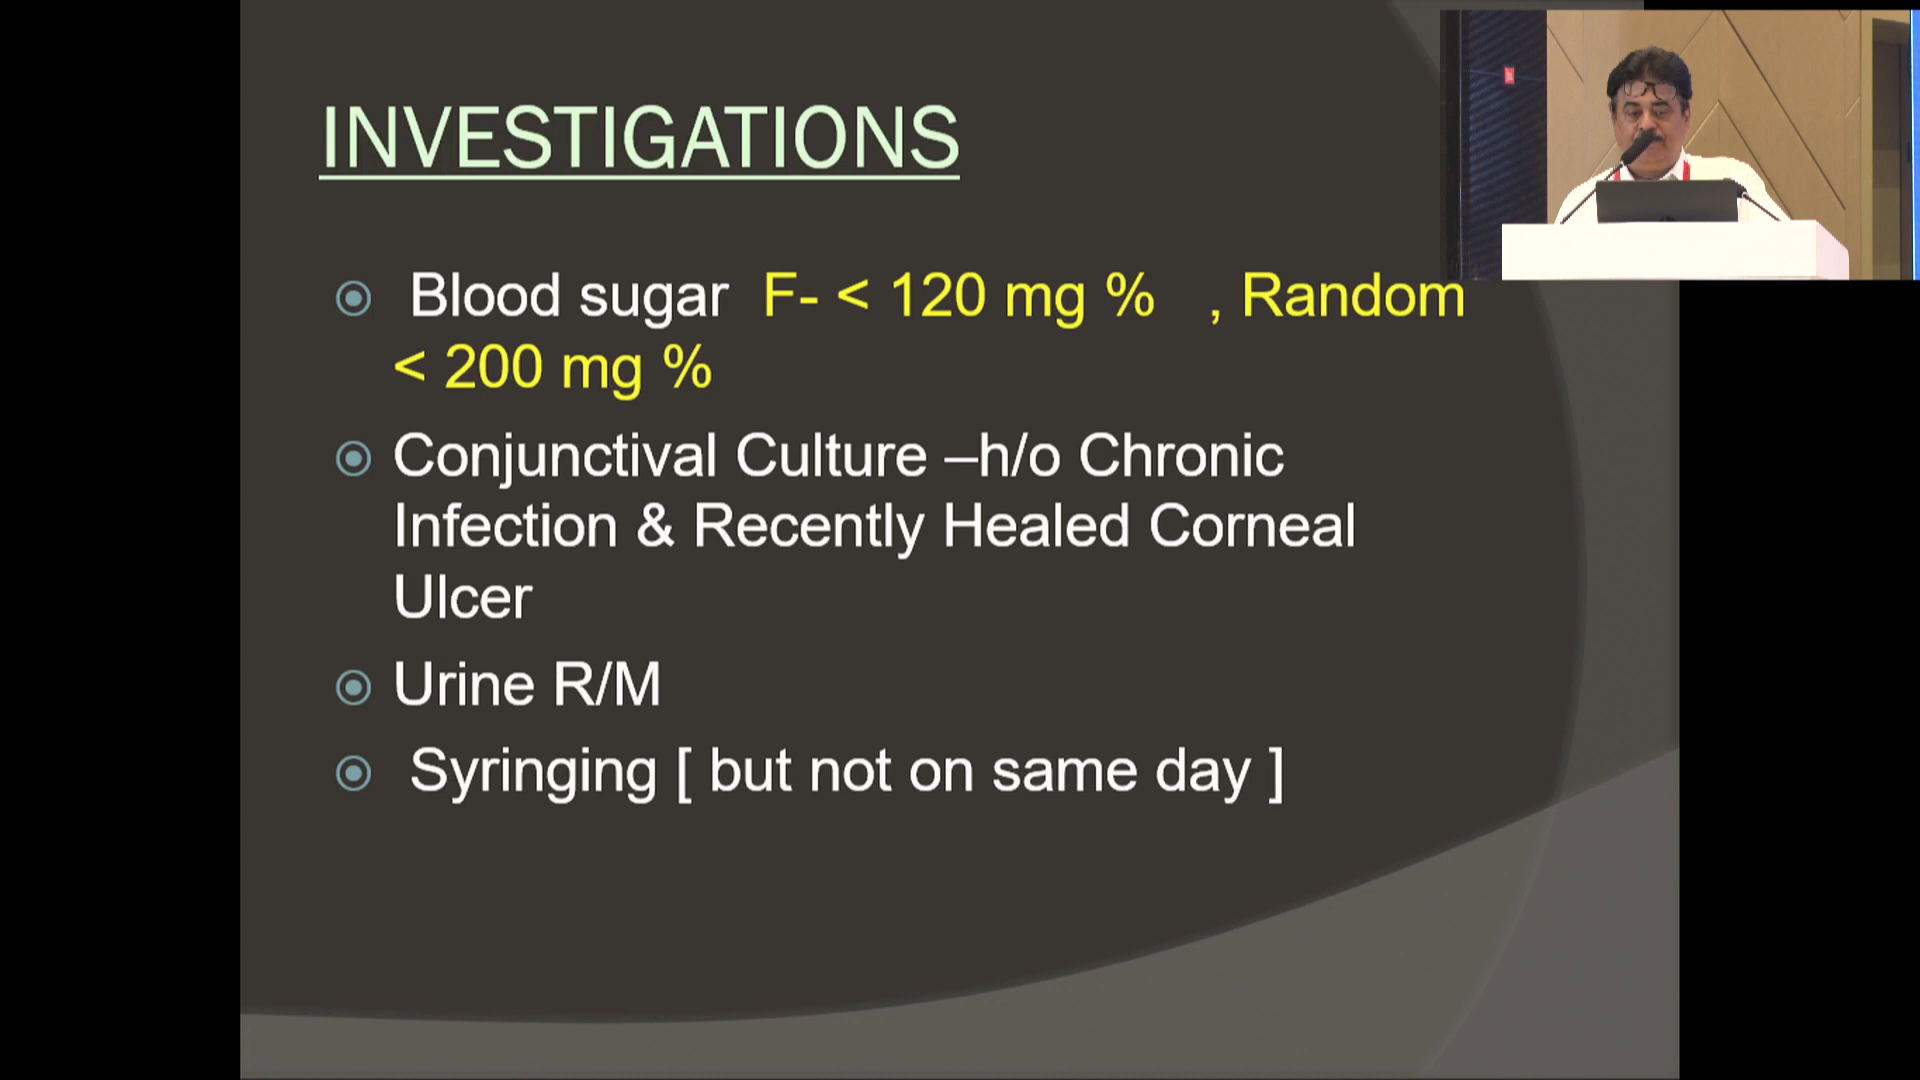 INVESTIGATIONS
Blood sugar F- < 120 mg % , Random
< 200 mg %
Conjunctival Culture –h/o Chronic
Infection & Recently Healed Corneal
Ulcer
Urine R/M
Syringing [ but not on same day ]